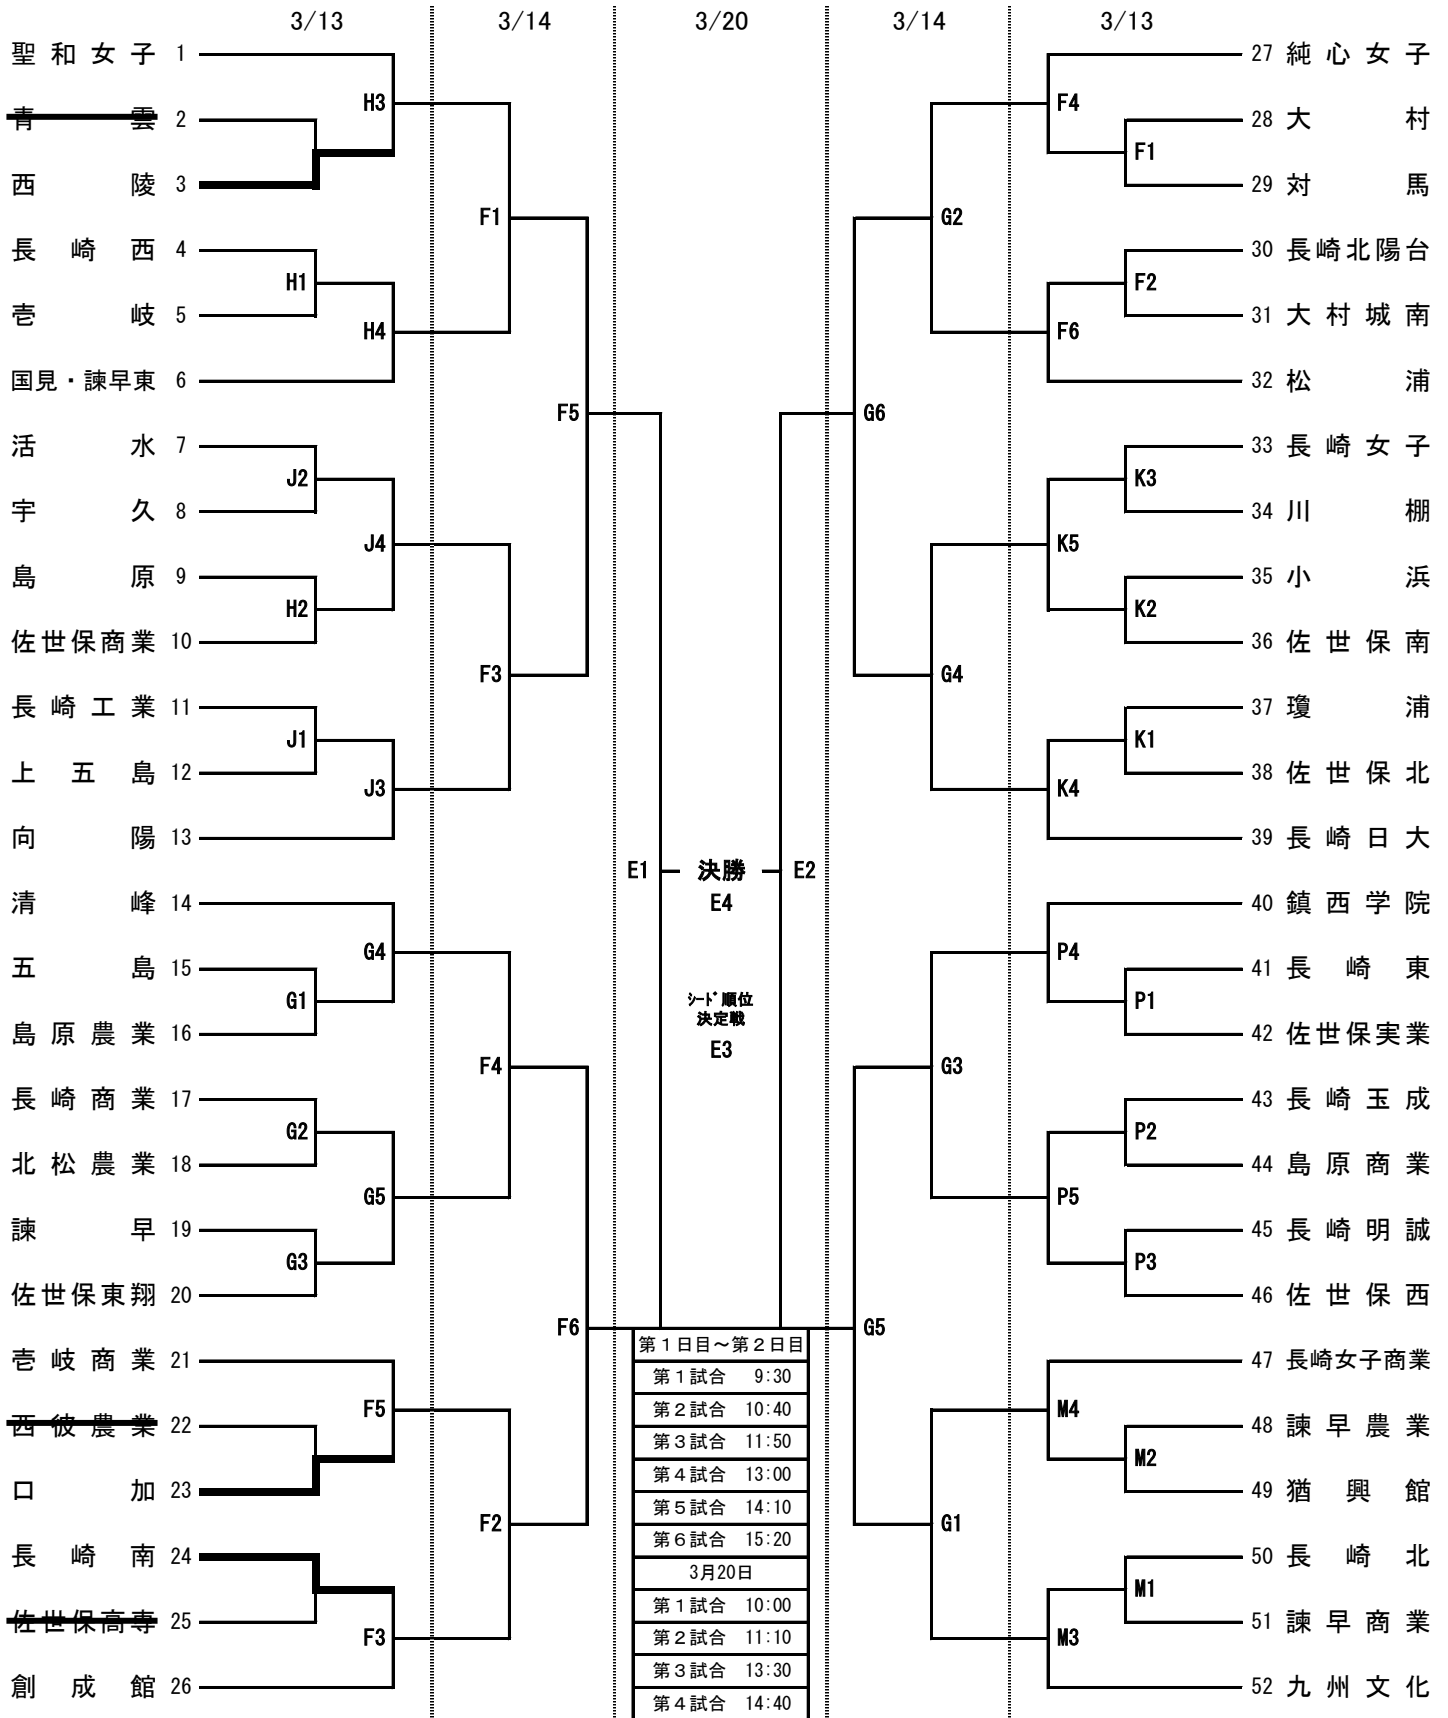 3/13 3/14 3/20 3/14 3/13
聖和女子 1
青雲 2
西陵 3
長崎西 4
壱岐 5
国見・諫早東 6
活水 7
宇久 8
島原 9
佐世保商業 10
長崎工業 11
上五島 12
向陽 13
清峰 14
五島 15
島原農業 16
長崎商業 17
北松農業 18
諫早 19
佐世保東翔 20
壱岐商業 21
西彼農業 22
口加 23
長崎南 24
佐世保高専 25
創成館 26
H3
H1
H4
J2
J4
H2
J1
J3
G4
G1
G2
G5
G3
F5
F3
F1
F3
F4
F2
F5
F6
E1 決勝 E2
E4
シード順位
決定戦
E3
第1日目~第2日目
第1試合 9:30
第2試合 10:40
第3試合 11:50
第4試合 13:00
第5試合 14:10
第6試合 15:20
3月20日
第1試合 10:00
第2試合 11:10
第3試合 13:30
第4試合 14:40
G6
G5
G2
G4
G3
G1
F4
F1
F2
F6
K3
K5
K2
K1
K4
P4
P1
P2
P5
P3
M4
M2
M1
M3
27 純心女子
28 大村
29 対馬
30 長崎北陽台
31 大村城南
32 松浦
33 長崎女子
34 川棚
35 小浜
36 佐世保南
37 瓊浦
38 佐世保北
39 長崎日大
40 鎮西学院
41 長崎東
42 佐世保実業
43 長崎玉成
44 島原商業
45 長崎明誠
46 佐世保西
47 長崎女子商業
48 諫早農業
49 猶興館
50 長崎北
51 諫早商業
52 九州文化